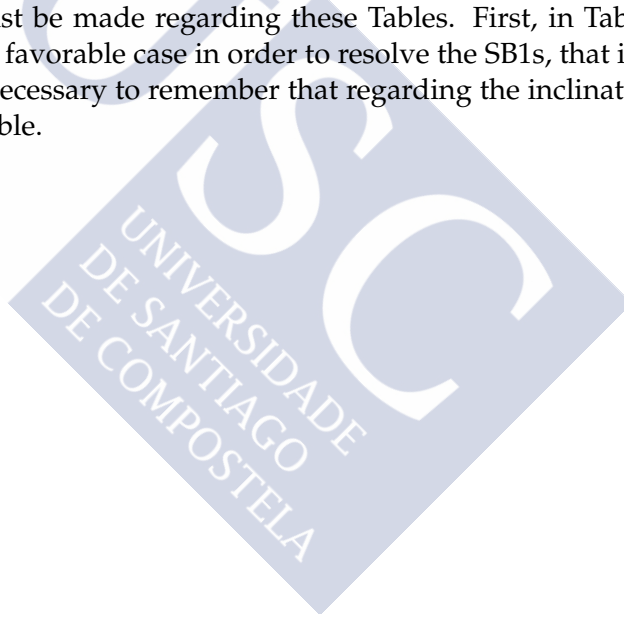 st be made regarding these Tables. First, in Tab
favorable case in order to resolve the SB1s, that i
ecessary to remember that regarding the inclinat
ble.
SC
UNIVERSIDADE
DE SANTIAGO
DE COMPOSTELA